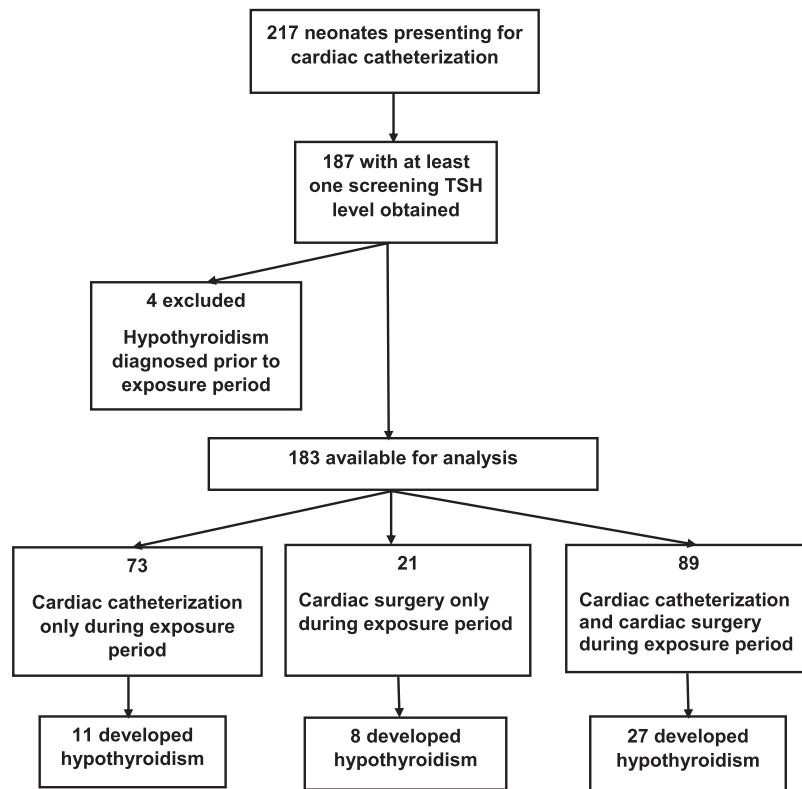 217 neonates presenting for
cardiac catheterization
187 with at least
one screening TSH
level obtained
4 excluded
Hypothyroidism
diagnosed prior to
exposure period
183 available for analysis
73
Cardiac catheterization
only during exposure
period
21
Cardiac surgery only
during exposure period
89
Cardiac catheterization
and cardiac surgery
during exposure period
11 developed
hypothyroidism
8 developed
hypothyroidism
27 developed
hypothyroidism